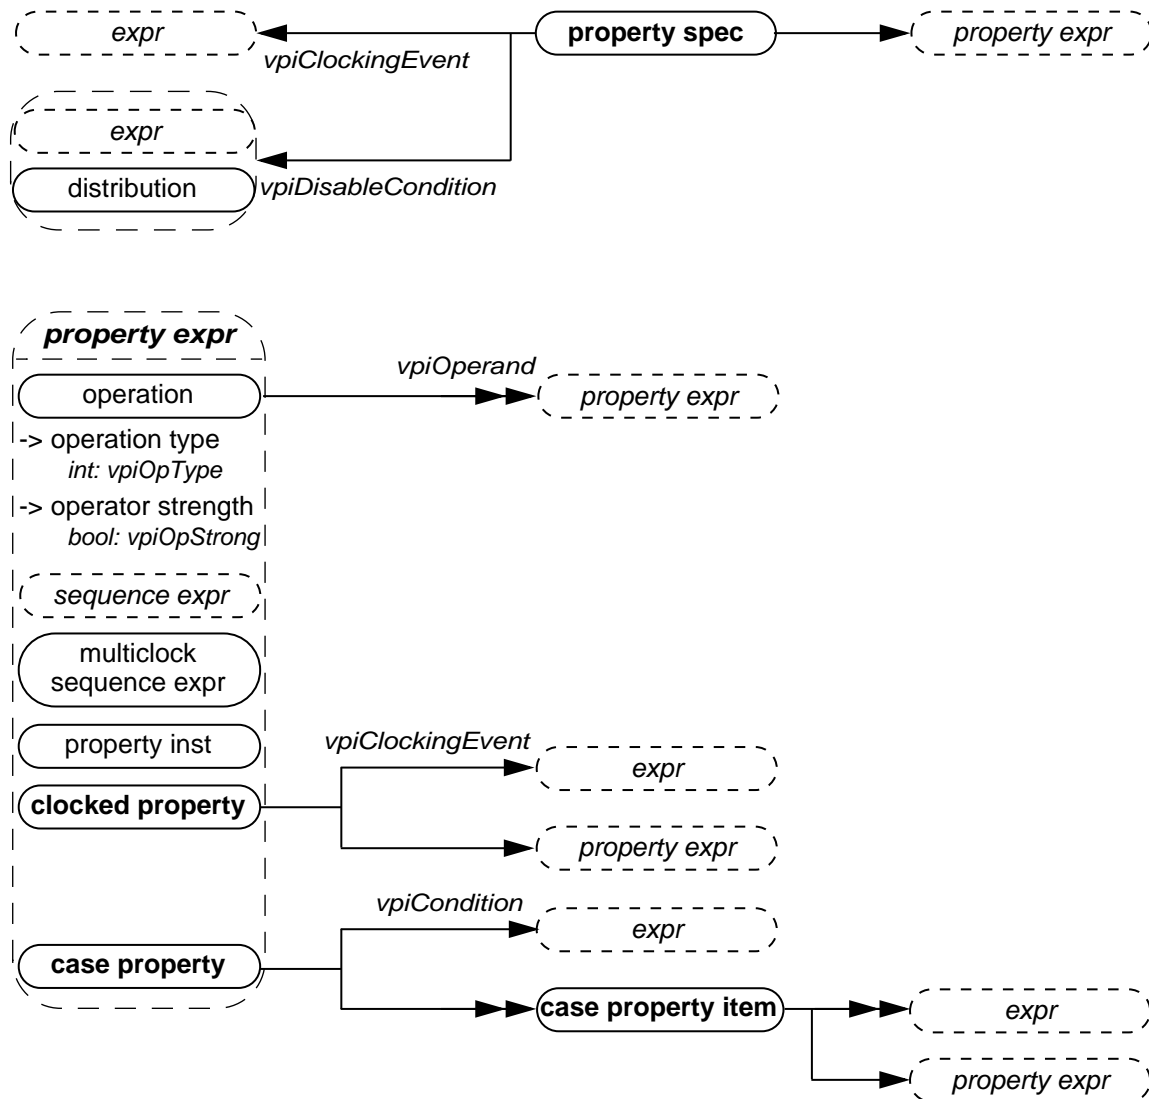 expr
property spec
property expr
vpiClockingEvent
expr
distribution
vpiDisableCondition
property expr
operation
vpiOperand
property expr
-> operation type
int: vpiOpType
-> operator strength
bool: vpiOpStrong
sequence expr
multiclock
sequence expr
property inst
vpiClockingEvent
expr
clocked property
property expr
vpiCondition
expr
case property
case property item
expr
property expr